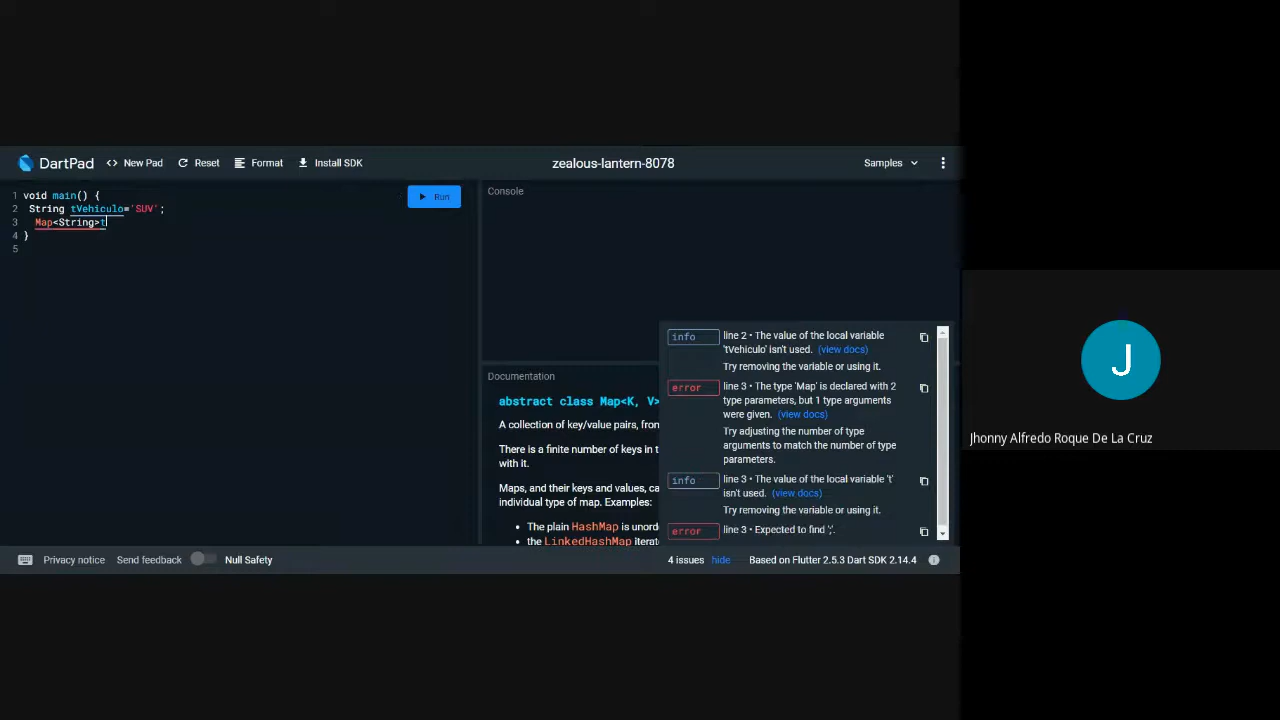 DartPad
New Pad
Reset
Format
Install SDK
zealous-lantern-8078
Samples
1 void main() {
2 String tVehiculo='SUV';
3 Map<String>t
4 }
5
Run
Console
Documentation
abstract class Map<K, V>
A collection of key/value pairs, from
There is a finite number of keys in t
with it.
Maps, and their keys and values, ca
individual type of map. Examples:
• The plain HashMap is unord
• the LinkedHashMap iterat
info
line 2 • The value of the local variable
'tVehiculo' isn't used. (view docs)
Try removing the variable or using it.
error
line 3 • The type 'Map' is declared with 2
type parameters, but 1 type arguments
were given. (view docs)
Try adjusting the number of type
arguments to match the number of type
parameters.
info
line 3 • The value of the local variable 't'
isn't used. (view docs)
Try removing the variable or using it.
error
line 3 • Expected to find ';'.
Privacy notice
Send feedback
Null Safety
4 issues
hide
Based on Flutter 2.5.3 Dart SDK 2.14.4
J
Jhonny Alfredo Roque De La Cruz